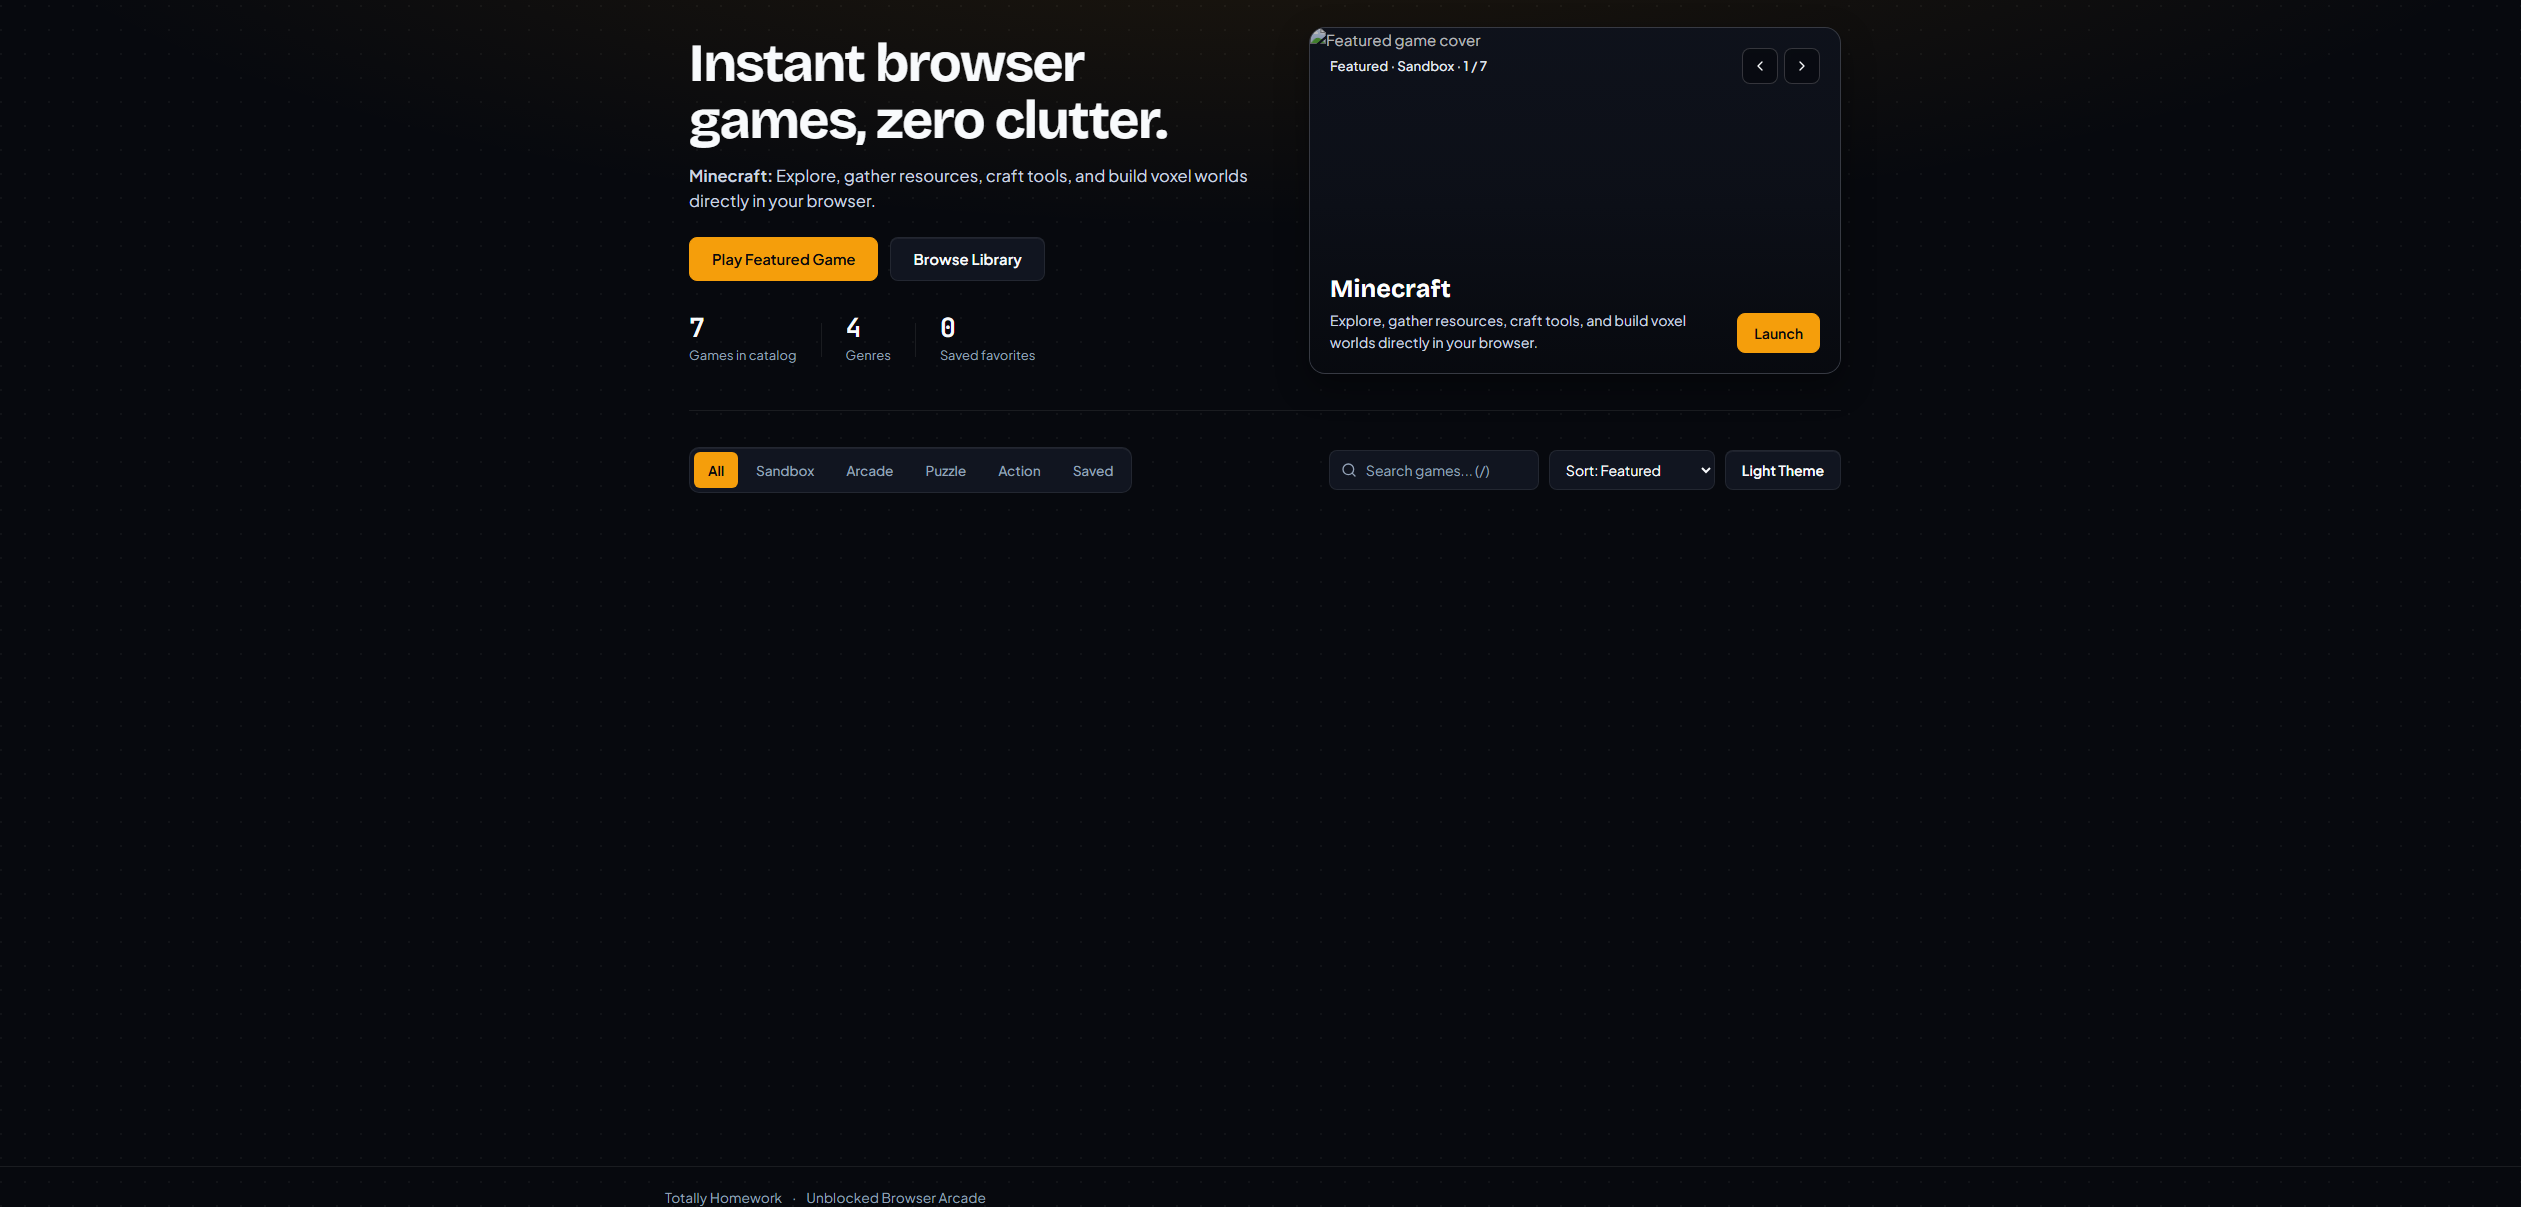 Instant browser
games, zero clutter.
Minecraft: Explore, gather resources, craft tools, and build voxel worlds
directly in your browser.
Play Featured Game
Browse Library
7
Games in catalog
4
Genres
0
Saved favorites
Featured game cover
Featured · Sandbox · 1 / 7
Minecraft
Explore, gather resources, craft tools, and build voxel
worlds directly in your browser.
Launch
All
Sandbox
Arcade
Puzzle
Action
Saved
Search games... (/)
Sort: Featured
Light Theme
Totally Homework · Unblocked Browser Arcade